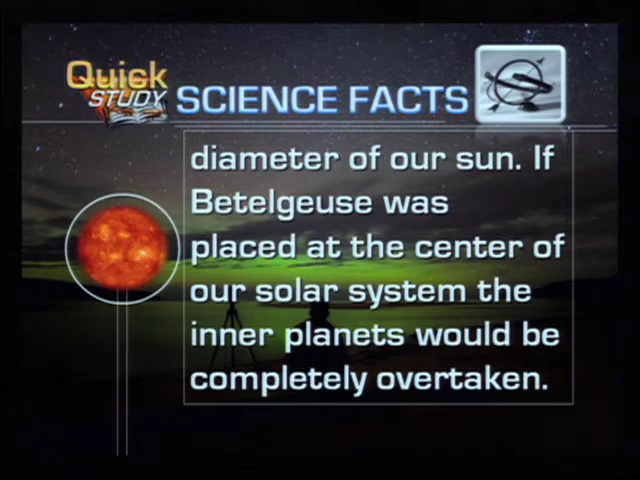 Quick
STUDY
SCIENCE FACTS
diameter of our sun. If
Betelgeuse was
placed at the center of
our solar system the
inner planets would be
completely overtaken.